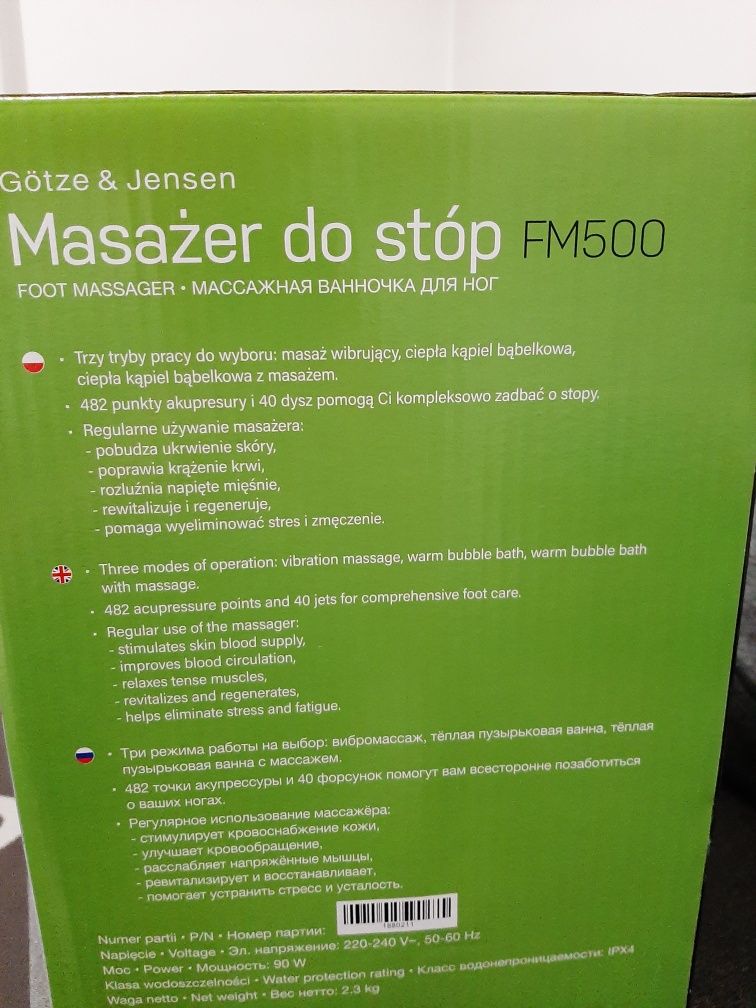 Götze & Jensen
Masażer do stóp FM500
FOOT MASSAGER • МАССАЖНАЯ ВАННОЧКА ДЛЯ НОГ
• Trzy tryby pracy do wyboru: masaż wibrujący, ciepła kąpiel bąbelkowa,
ciepła kąpiel bąbelkowa z masażem.
• 482 punkty akupresury i 40 dysz pomogą Ci kompleksowo zadbać o stopy.
• Regularne używanie masażera:
- pobudza ukrwienie skóry,
- poprawia krążenie krwi,
- rozluźnia napięte mięśnie,
- rewitalizuje i regeneruje,
- pomaga wyeliminować stres i zmęczenie.
• Three modes of operation: vibration massage, warm bubble bath, warm bubble bath
with massage.
• 482 acupressure points and 40 jets for comprehensive foot care.
• Regular use of the massager:
- stimulates skin blood supply,
- improves blood circulation,
- relaxes tense muscles,
- revitalizes and regenerates,
- helps eliminate stress and fatigue.
• Три режима работы на выбор: вибромассаж, тёплая пузырьковая ванна, тёплая
пузырьковая ванна с массажем.
• 482 точки акупрессуры и 40 форсунок помогут вам всесторонне позаботиться
о ваших ногах.
• Регулярное использование массажёра:
- стимулирует кровоснабжение кожи,
- улучшает кровообращение,
- расслабляет напряжённые мышцы,
- ревитализирует и восстанавливает,
- помогает устранить стресс и усталость.
Numer partii • P/N • Номер партии:
1880211
Napięcie • Voltage • Эл. напряжение: 220-240 V~, 50-60 Hz
Moc • Power • Мощность: 90 W
Klasa wodoszczelności • Water protection rating • Класс водонепроницаемости: IPX4
Waga netto • Net weight • Вес нетто: 2.3 kg